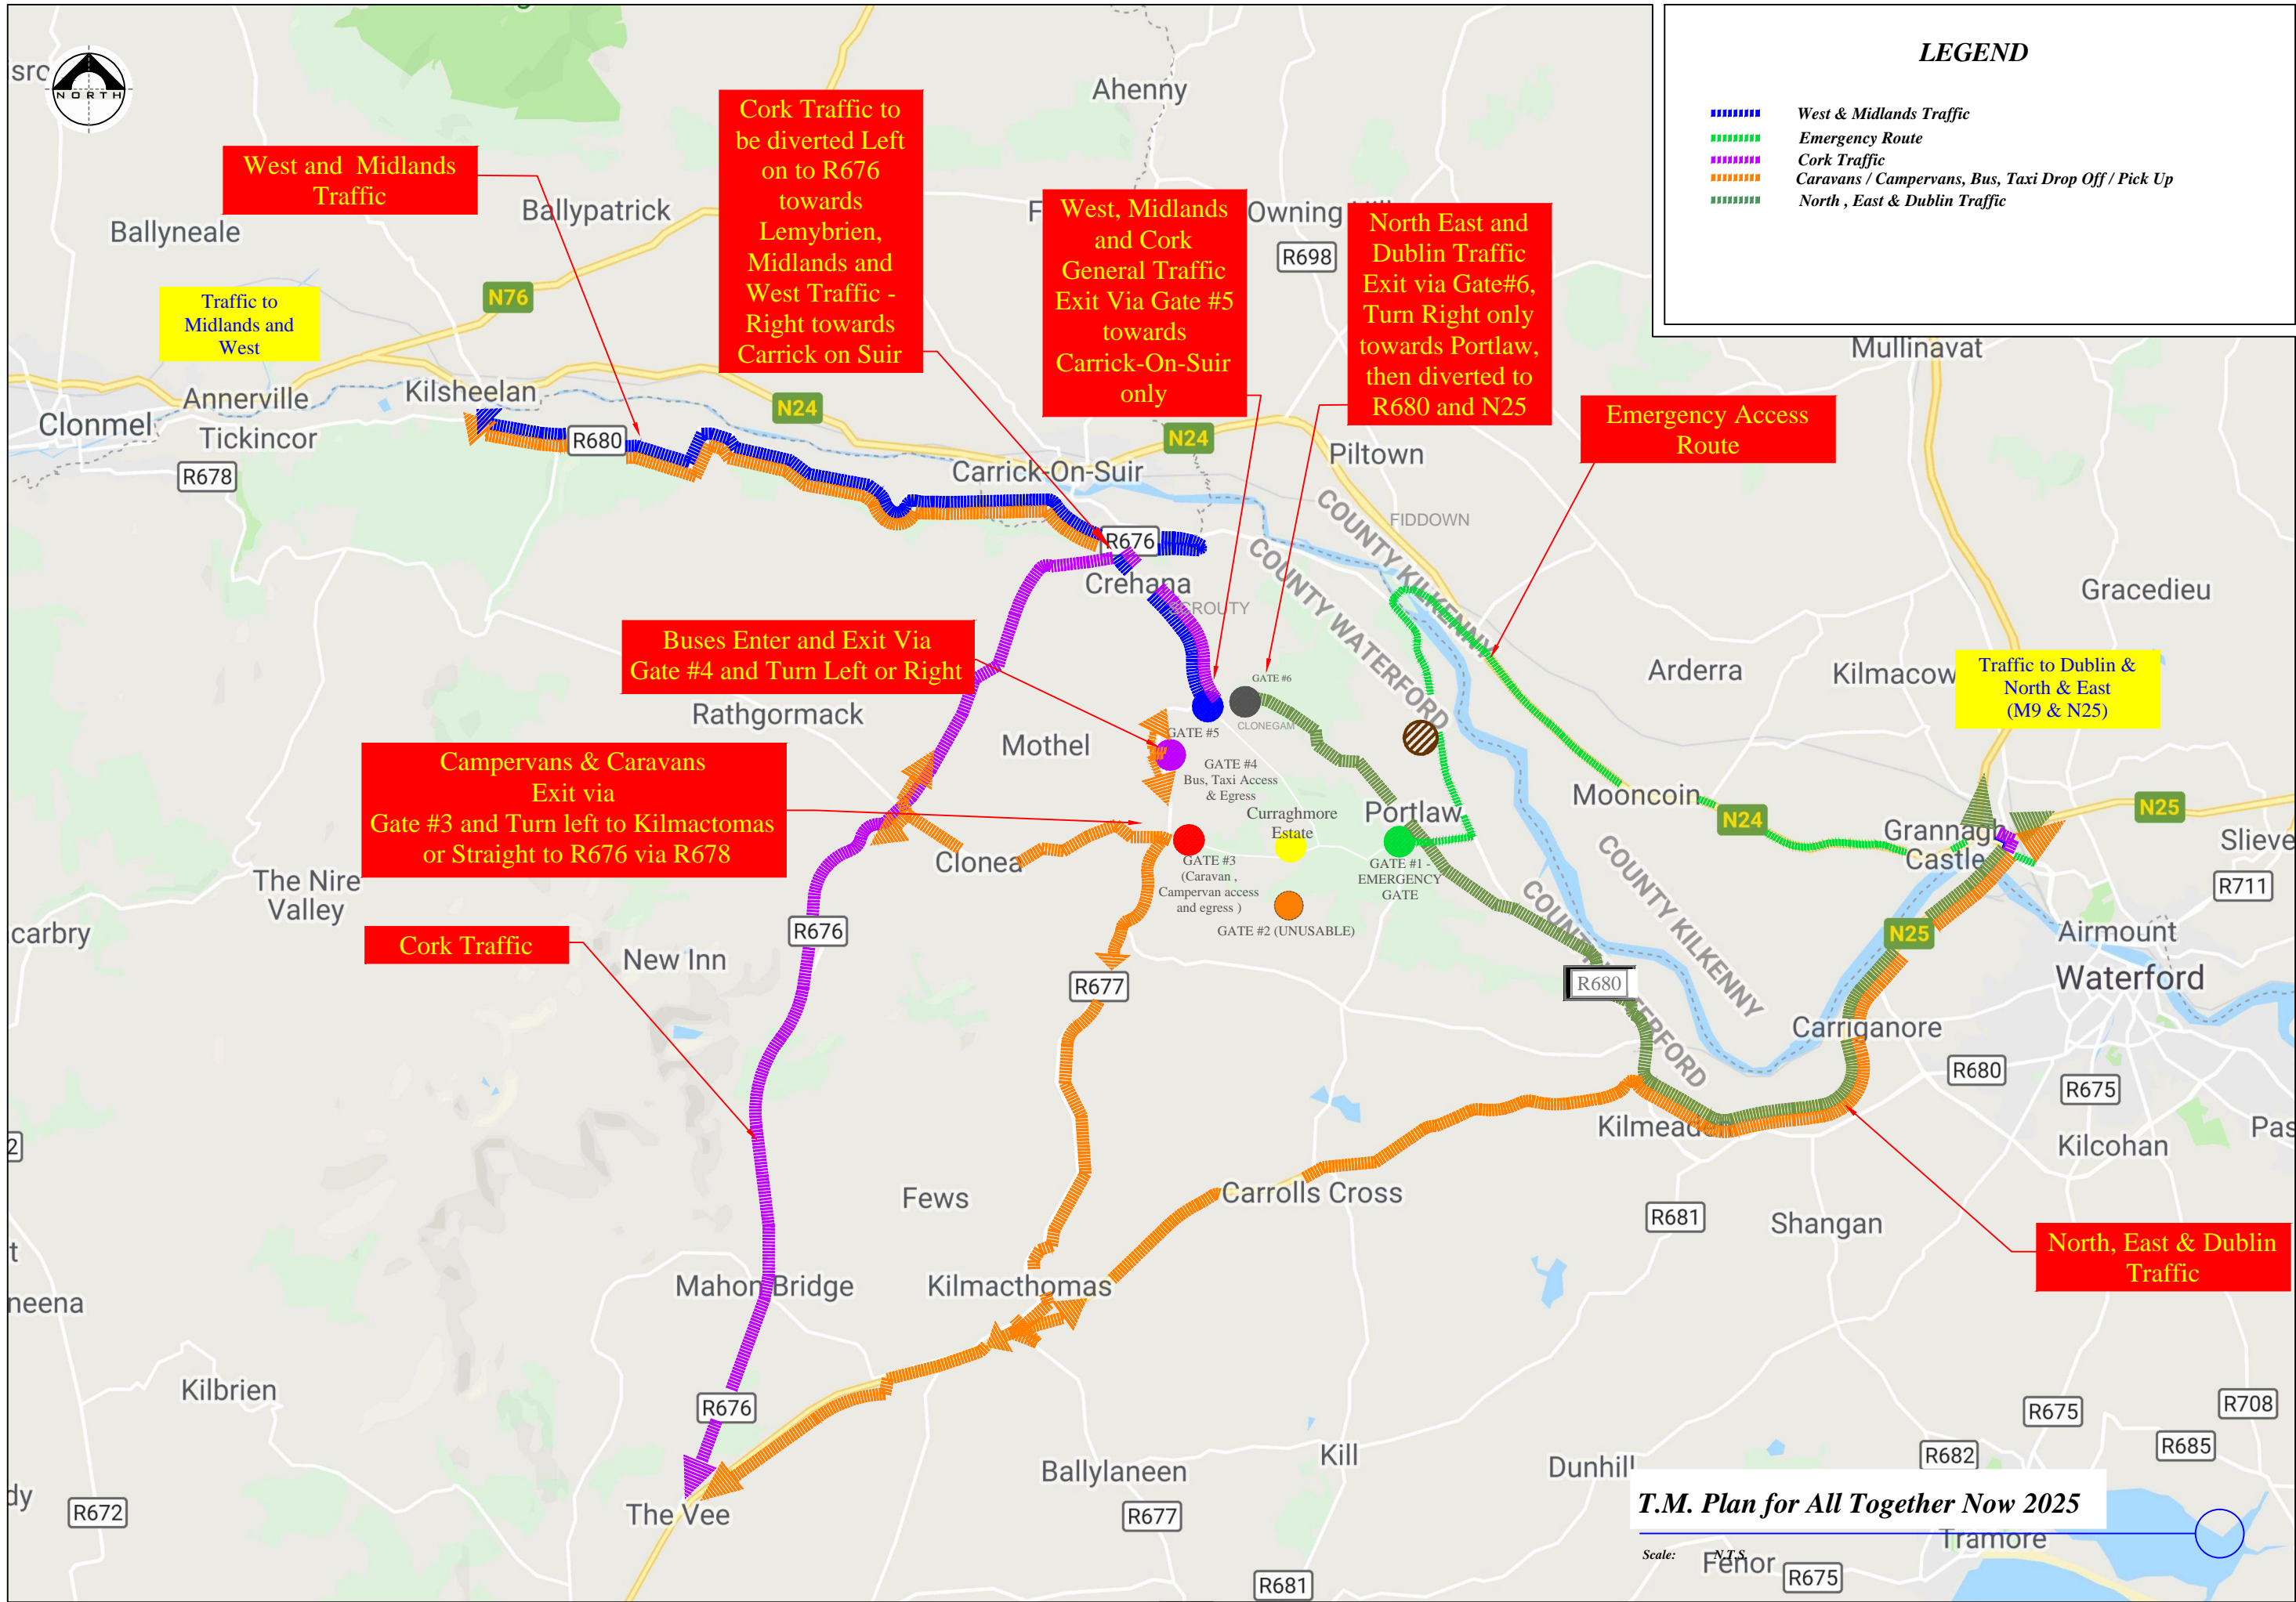 LEGEND
West & Midlands Traffic
Emergency Route
Cork Traffic
Caravans / Campervans, Bus, Taxi Drop Off / Pick Up
North , East & Dublin Traffic
NORTH
Ahenny
Cork Traffic to
be diverted Left
on to R676
towards
Lemybrien,
Midlands and
West Traffic -
Right towards
Carrick on Suir
West and Midlands
Traffic
Ballypatrick
Ballyneale
West, Midlands
and Cork
General Traffic
Exit Via Gate #5
towards
Carrick-On-Suir
only
Owning
R698
North East and
Dublin Traffic
Exit via Gate#6,
Turn Right only
towards Portlaw,
then diverted to
R680 and N25
Traffic to
Midlands and
West
N76
Mullinavat
Annerville
Kilsheelan
Clonmel
Tickincor
R680
N24
N24
R678
Carrick-On-Suir
Piltown
Emergency Access
Route
FIDDOWN
COUNTY KILKENNY
COUNTY WATERFORD
R676
Crehana
SCROUTY
Gracedieu
Buses Enter and Exit Via
Gate #4 and Turn Left or Right
Arderra
Kilmacow
Traffic to Dublin &
North & East
(M9 & N25)
GATE #6
CLONEGAM
Rathgormack
Mothel
GATE #5
GATE #4
Bus, Taxi Access
& Egress
Campervans & Caravans
Exit via
Gate #3 and Turn left to Kilmactomas
or Straight to R676 via R678
Curraghmore
Estate
Portlaw
Mooncoin
N24
N25
Grannagh
Castle
Slieve
R711
Clonea
GATE #3
(Caravan ,
Campervan access
and egress )
GATE #1 -
EMERGENCY
GATE
GATE #2 (UNUSABLE)
The Nire
Valley
carbry
R676
Cork Traffic
New Inn
COUNTY KILKENNY
N25
Airmount
Waterford
R677
R680
Carriganore
R680
R675
Kilmeade
Kilcohan
Pas
Fews
Carrolls Cross
R681
Shangan
North, East & Dublin
Traffic
Mahon Bridge
Kilmacthomas
neena
Kilbrien
R676
R675
R708
R682
R685
Kill
Ballylaneen
Dunhill
dy
R672
The Vee
R677
T.M. Plan for All Together Now 2025
Tramore
Scale: N.T.S.
Fenor
R675
R681